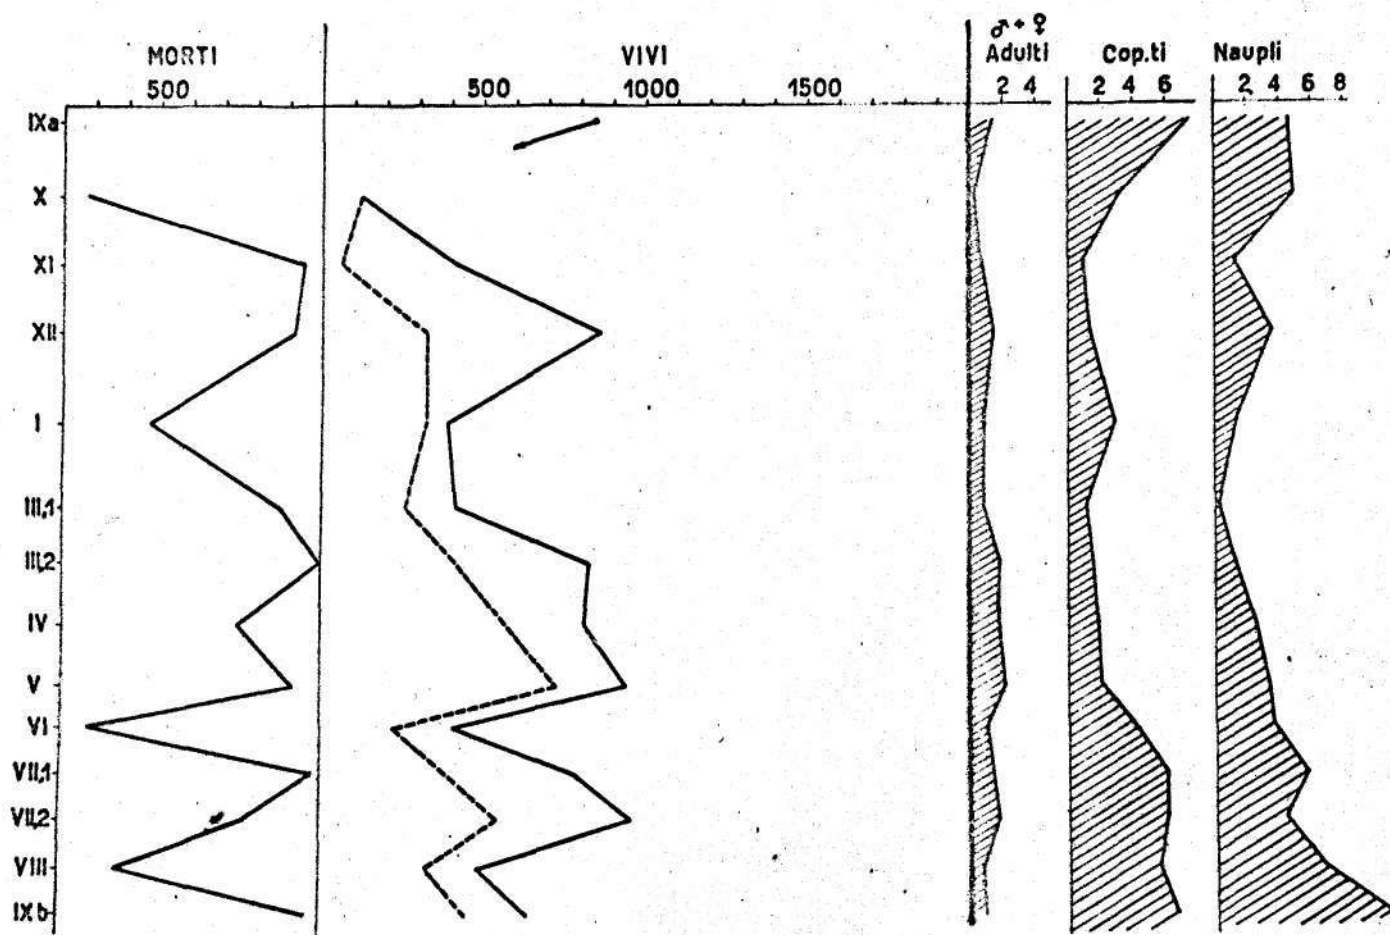 MORTI VIVI ♂ + ♀ Adulti Cop.ti Naupli
500 500 1000 1500 2 4 2 4 6 2 4 6 8
IXa
X
XI
XII
I
III,1
III,2
IV
V
VI
VII,1
VII,2
VIII
IXb